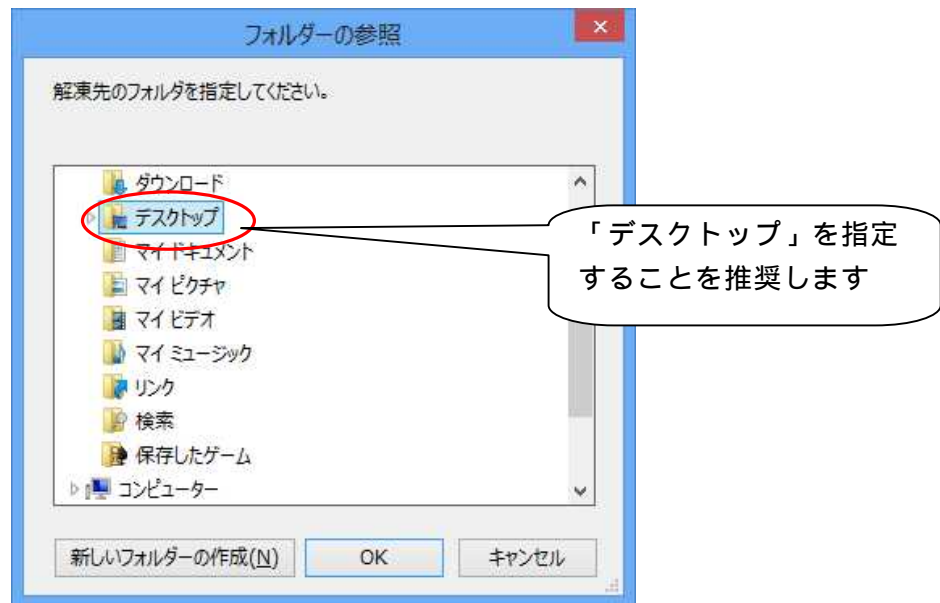 フォルダーの参照
解凍先のフォルダを指定してください。
ダウンロード
デスクトップ
マイ ドキュメント
マイ ピクチャ
マイ ビデオ
マイ ミュージック
リンク
検索
保存したゲーム
コンピューター
「デスクトップ」を指定
することを推奨します
新しいフォルダーの作成(N)
OK
キャンセル